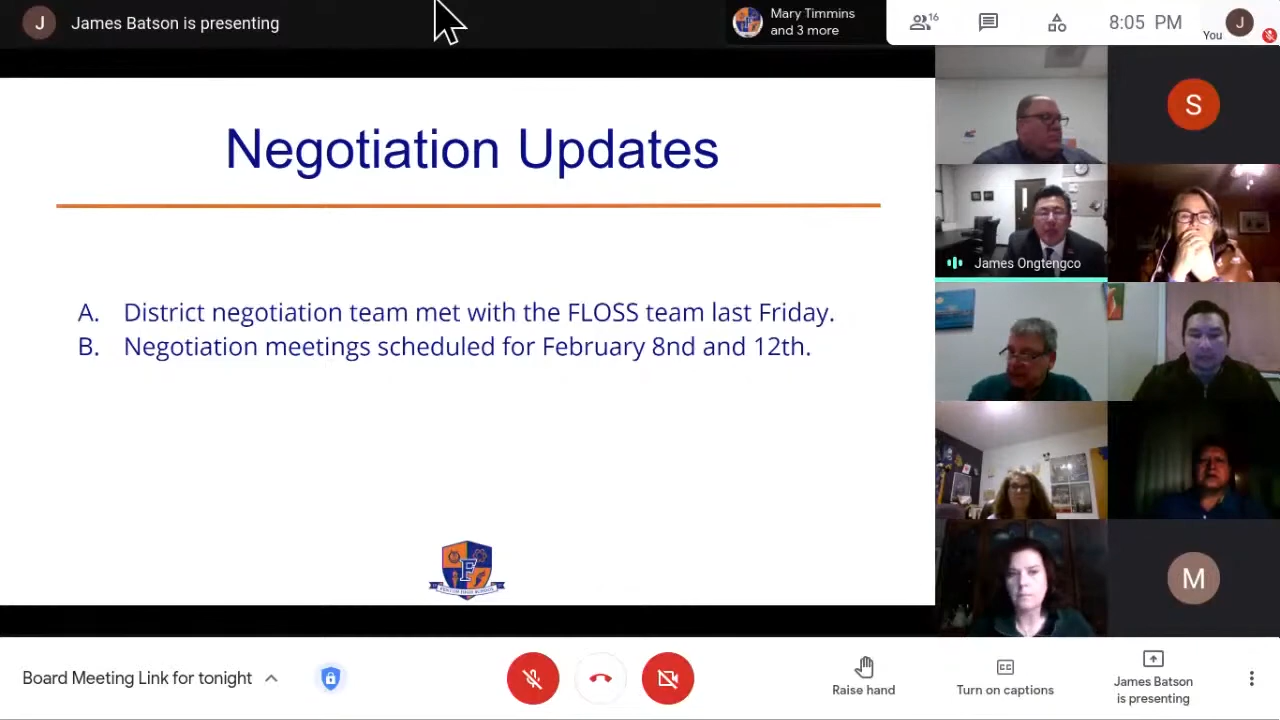 J
James Batson is presenting
Mary Timmins
and 3 more
16
8:05 PM
You
J
Negotiation Updates
A. District negotiation team met with the FLOSS team last Friday.
B. Negotiation meetings scheduled for February 8nd and 12th.
F
S
James Ongtengco
M
Board Meeting Link for tonight
Raise hand
CC
Turn on captions
James Batson
is presenting